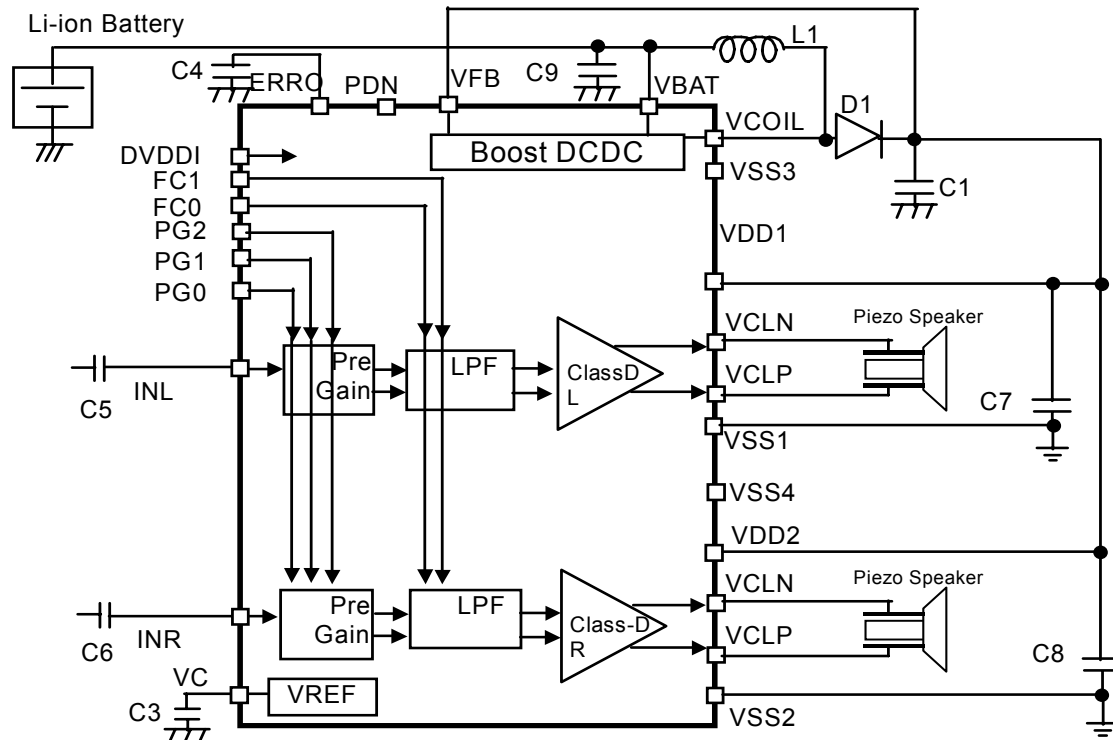 Li-ion Battery
L1
C4
ERRO
PDN
VFB
C9
VBAT
D1
VCOIL
Boost DCDC
DVDDI
FC1
FC0
PG2
PG1
PG0
VSS3
C1
VDD1
VCLN
Piezo Speaker
Pre
Gain
LPF
ClassD
L
VCLP
C7
C5
INL
VSS1
VSS4
VDD2
VCLN
Piezo Speaker
Pre
Gain
LPF
Class-D
R
VCLP
C6
INR
C8
VC
VREF
C3
VSS2